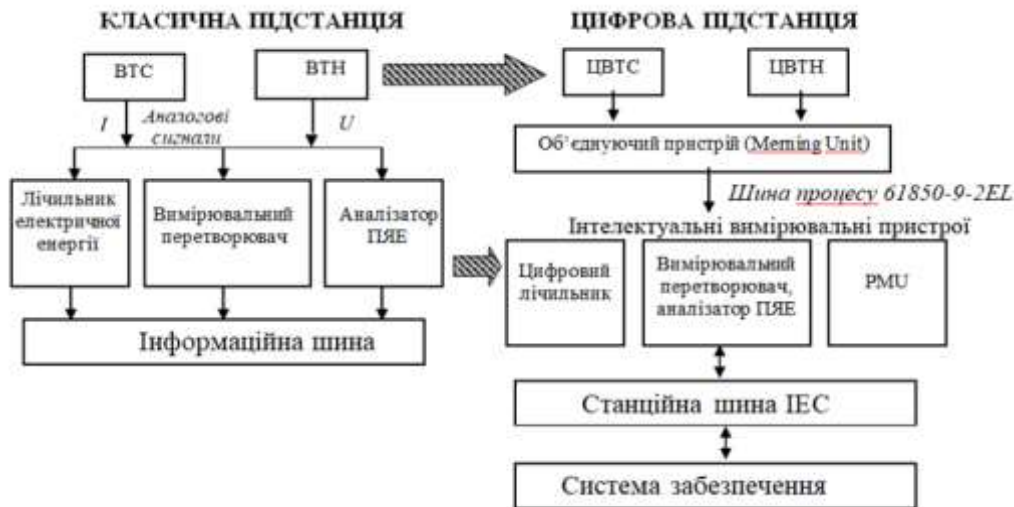 КЛАСИЧНА ПІДСТАНЦІЯ
ВТС
ВТН
I
Аналогові
сигнали
U
Лічильник
електричної
енергії
Вимірювальний
перетворювач
Аналізатор
ПЯЕ
Інформаційна шина
ЦИФРОВА ПІДСТАНЦІЯ
ЦВТС
ЦВТН
Об’єднуючий пристрій (Meming Unit)
Шина процесу 61850-9-2EL
Інтелектуальні вимірювальні пристрої
Цифровий
лічильник
Вимірювальний
перетворювач,
аналізатор ПЯЕ
PMU
Станційна шина IEC
Система забезпечення